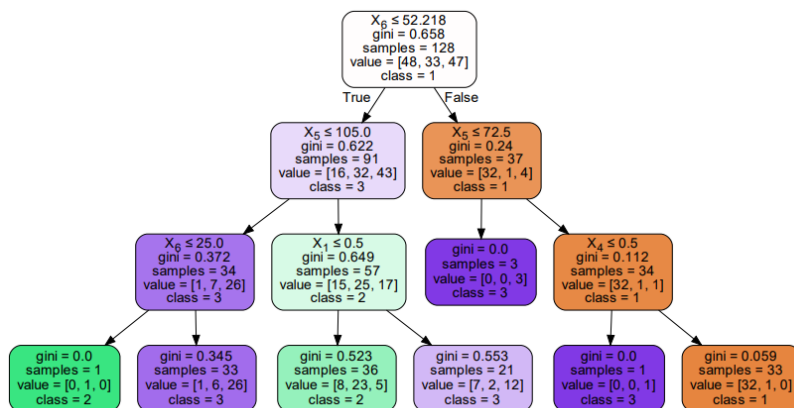 X₆ ≤ 52.218
gini = 0.658
samples = 128
value = [48, 33, 47]
class = 1
True
False
X₅ ≤ 105.0
gini = 0.622
samples = 91
value = [16, 32, 43]
class = 3
X₅ ≤ 72.5
gini = 0.24
samples = 37
value = [32, 1, 4]
class = 1
X₆ ≤ 25.0
gini = 0.372
samples = 34
value = [1, 7, 26]
class = 3
X₁ ≤ 0.5
gini = 0.649
samples = 57
value = [15, 25, 17]
class = 2
gini = 0.0
samples = 3
value = [0, 0, 3]
class = 3
X₄ ≤ 0.5
gini = 0.112
samples = 34
value = [32, 1, 1]
class = 1
gini = 0.0
samples = 1
value = [0, 1, 0]
class = 2
gini = 0.345
samples = 33
value = [1, 6, 26]
class = 3
gini = 0.523
samples = 36
value = [8, 23, 5]
class = 2
gini = 0.553
samples = 21
value = [7, 2, 12]
class = 3
gini = 0.0
samples = 1
value = [0, 0, 1]
class = 3
gini = 0.059
samples = 33
value = [32, 1, 0]
class = 1